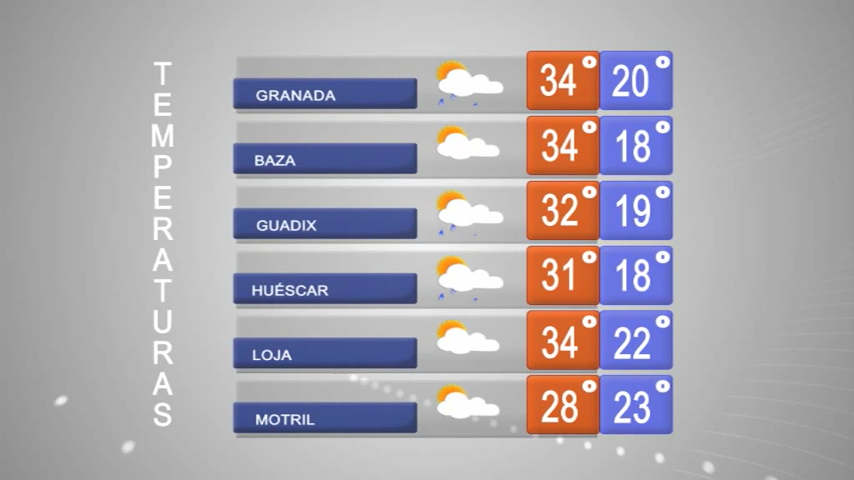 TEMPERATURAS
GRANADA 34° 20°
BAZA 34° 18°
GUADIX 32° 19°
HUÉSCAR 31° 18°
LOJA 34° 22°
MOTRIL 28° 23°